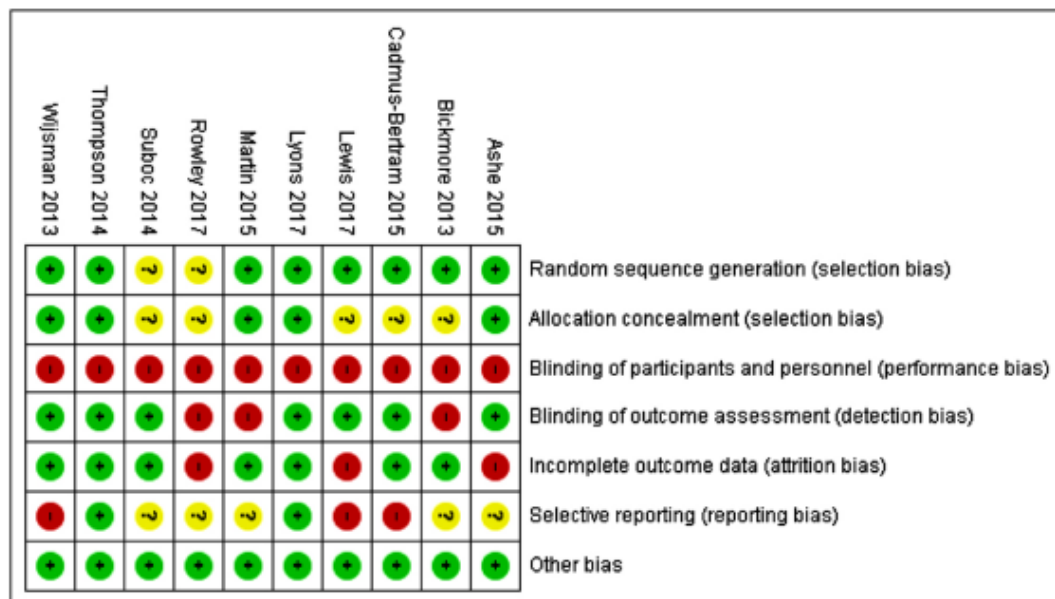 Wijsman 2013
Thompson 2014
Suboc 2014
Rowley 2017
Martin 2015
Lyons 2017
Lewis 2017
Cadmus-Bertram 2015
Bickmore 2013
Ashe 2015
+ + ? ? + + + + + + Random sequence generation (selection bias)
+ + ? ? + + ? ? ? + Allocation concealment (selection bias)
- - - - - - - - - - Blinding of participants and personnel (performance bias)
+ + + - - + + + - + Blinding of outcome assessment (detection bias)
+ + + - + + - + + - Incomplete outcome data (attrition bias)
- + ? ? ? + - - ? ? Selective reporting (reporting bias)
+ + + + + + + + + + Other bias